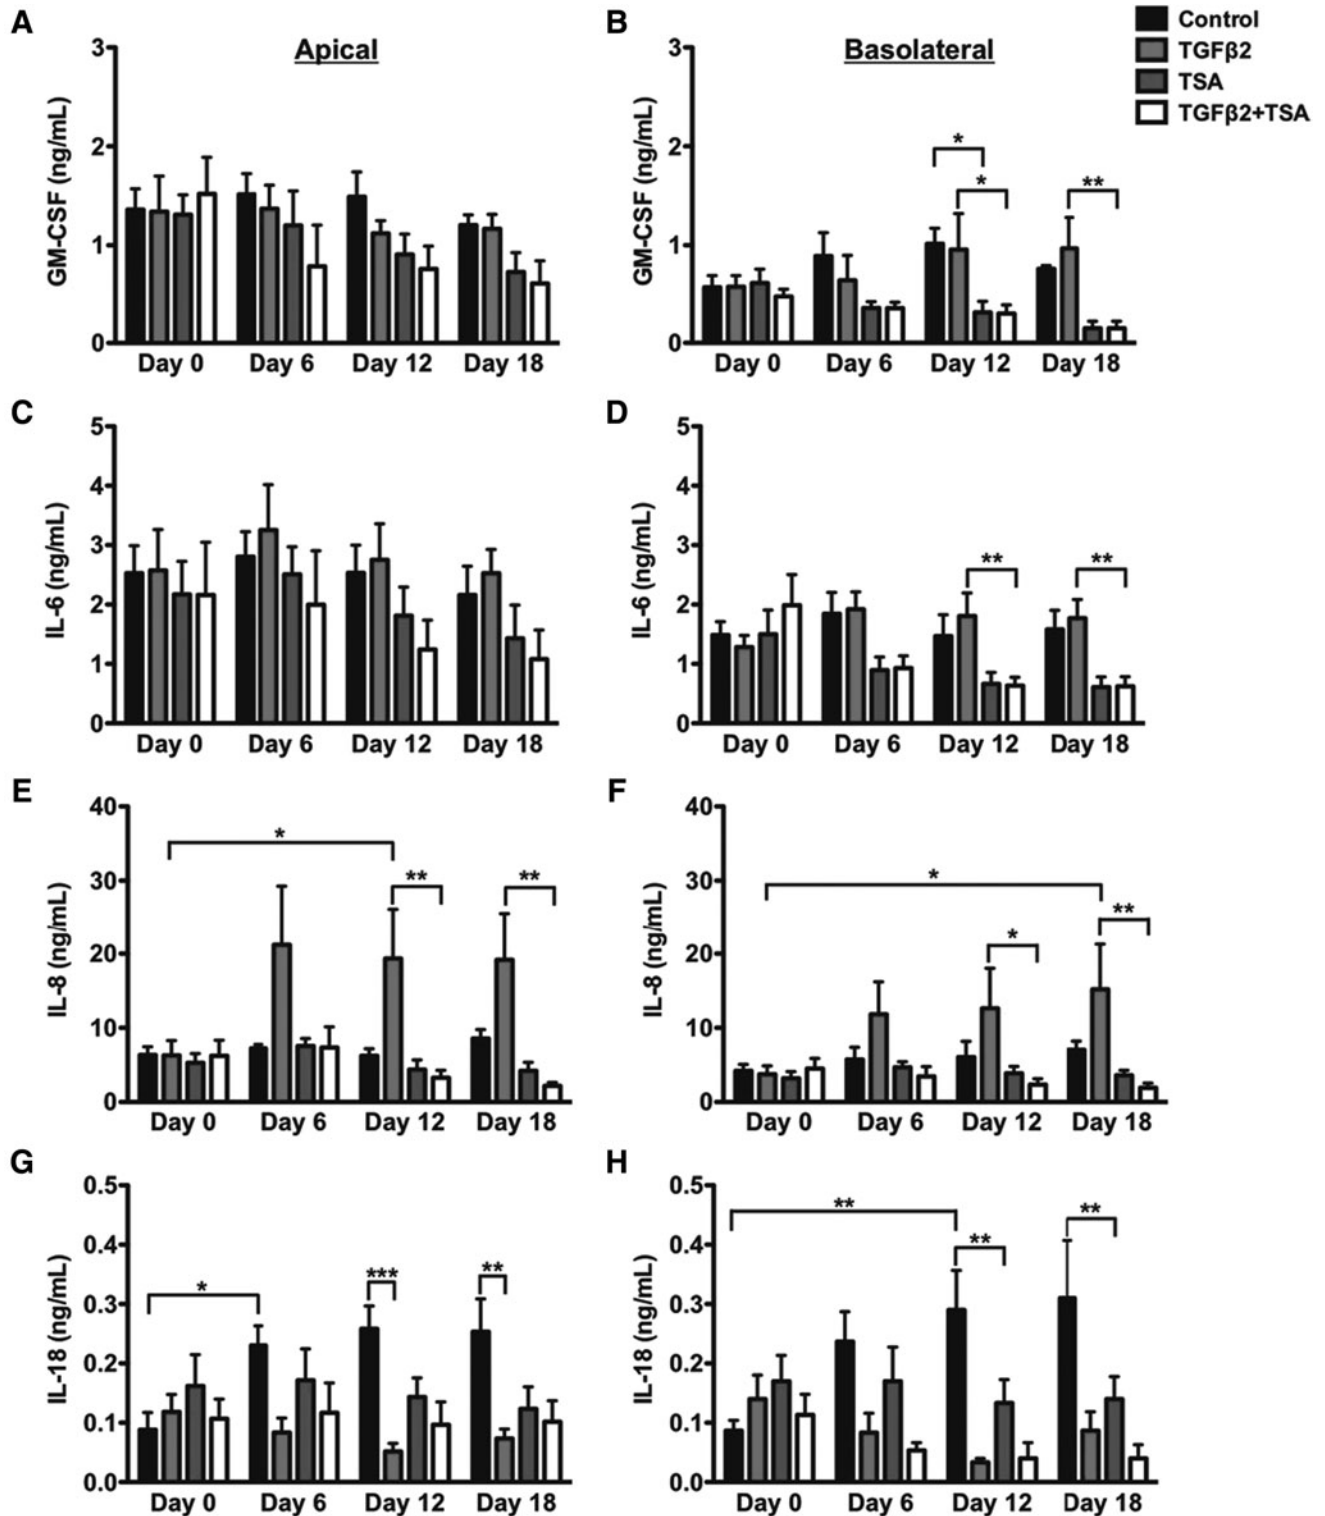 A
Apical
3
2
1
0
GM-CSF (ng/mL)
Day 0 Day 6 Day 12 Day 18
B
Basolateral
3
2
1
0
GM-CSF (ng/mL)
*
*
**
Day 0 Day 6 Day 12 Day 18
Control
TGFβ2
TSA
TGFβ2+TSA
C
5
4
3
2
1
0
IL-6 (ng/mL)
Day 0 Day 6 Day 12 Day 18
D
5
4
3
2
1
0
IL-6 (ng/mL)
**
**
Day 0 Day 6 Day 12 Day 18
E
40
30
20
10
0
IL-8 (ng/mL)
*
**
**
Day 0 Day 6 Day 12 Day 18
F
40
30
20
10
0
IL-8 (ng/mL)
*
**
*
Day 0 Day 6 Day 12 Day 18
G
0.5
0.4
0.3
0.2
0.1
0.0
IL-18 (ng/mL)
*
***
**
Day 0 Day 6 Day 12 Day 18
H
0.5
0.4
0.3
0.2
0.1
0.0
IL-18 (ng/mL)
**
**
**
Day 0 Day 6 Day 12 Day 18